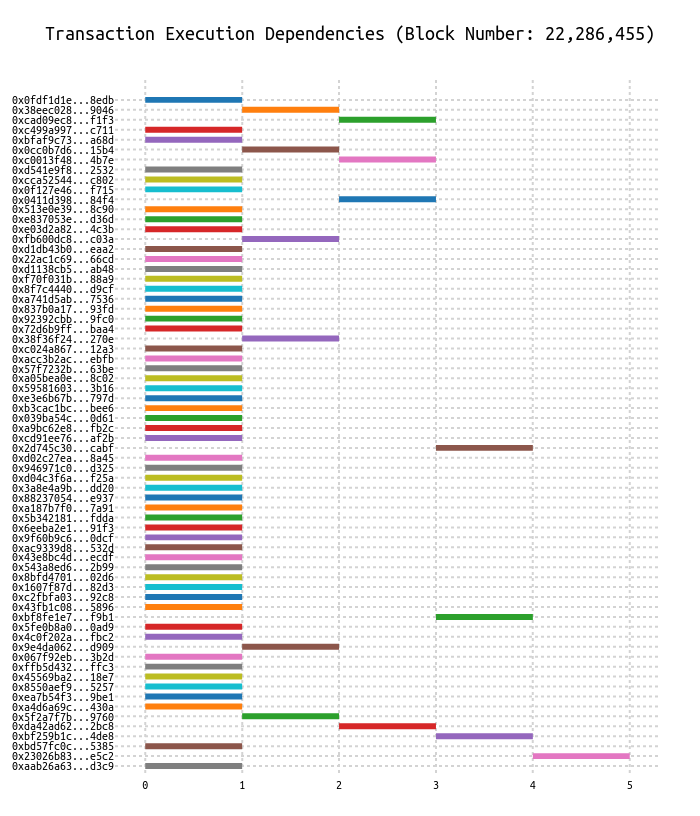 Transaction Execution Dependencies (Block Number: 22,286,455)
0x0fdf1d1e...8edb
0x38eec028...9046
0xcad09ec8...f1f3
0xc499a997...c711
0xbfaf9c73...a68d
0x0cc0b7d6...15b4
0xc0013f48...4b7e
0xd541e9f8...2532
0xcca52544...c802
0x0f127e46...f715
0x0411d398...84f4
0x513e0e39...8c90
0xe837053e...d36d
0xe03d2a82...4c3b
0xfb600dc8...c03a
0xd1db43b0...eaa2
0x22ac1c69...66cd
0xd1138cb5...ab48
0xf70f031b...88a9
0x8f7c4440...d9cf
0xa741d5ab...7536
0x837b0a17...93fd
0x92392cbb...9fc0
0x72d6b9ff...baa4
0x38f36f24...270e
0xc024a867...12a3
0xacc3b2ac...ebfb
0x57f7232b...63be
0xa05bea0e...8c02
0x59581603...3b16
0xe3e6b67b...797d
0xb3cac1bc...bee6
0x039ba54c...0d61
0xa9bc62e8...fb2c
0xcd91ee76...af2b
0x2d745c30...cabf
0xd02c27ea...8a45
0x946971c0...d325
0xd04c3f6a...f25a
0x3a8e4a9b...dd20
0x88237054...e937
0xa187b7f0...7a91
0x5b342181...fdda
0x6eeba2e1...91f3
0x9f60b9c6...0dcf
0xac9339d8...532d
0x43e8bc4d...ecdf
0x543a8ed6...2b99
0x8bfd4701...02d6
0x1607f87d...82d3
0xc2fbfa03...92c8
0x43fb1c08...5896
0xbf8fe1e7...f9b1
0x5fe0b8a0...0ad9
0x4c0f202a...fbc2
0x9e4da062...d909
0x067f92eb...3b2d
0xffb5d432...ffc3
0x45569ba2...18e7
0x8550aef9...5257
0xea7b54f3...9be1
0xa4d6a69c...430a
0x5f2a7f7b...9760
0xda42ad62...2bc8
0xbf259b1c...4de8
0xbd57fc0c...5385
0x23026b83...e5c2
0xaab26a63...d3c9
0 1 2 3 4 5